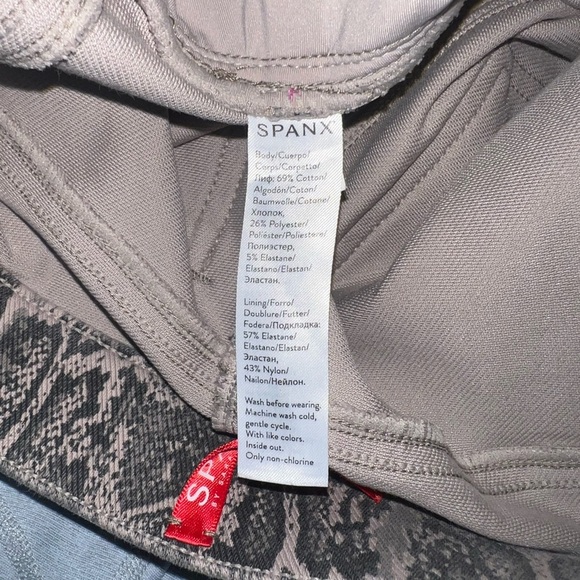 SPANX®
Body/Cuerpo/
Corps/Corpetto/
Лиф: 69% Cotton/
Algodón/Coton/
Baumwolle/Cotone/
Хлопок,
26% Polyester/
Poliéster/Poliestere/
Полиэстер,
5% Elastane/
Elastano/Elastan/
Эластан.
Lining/Forro/
Doublure/Futter/
Fodera/Подкладка:
57% Elastane/
Elastano/Elastan/
Эластан,
43% Nylon/
Nailon/Нейлон.
Wash before wearing.
Machine wash cold,
gentle cycle.
With like colors.
Inside out.
Only non-chlorine
SP